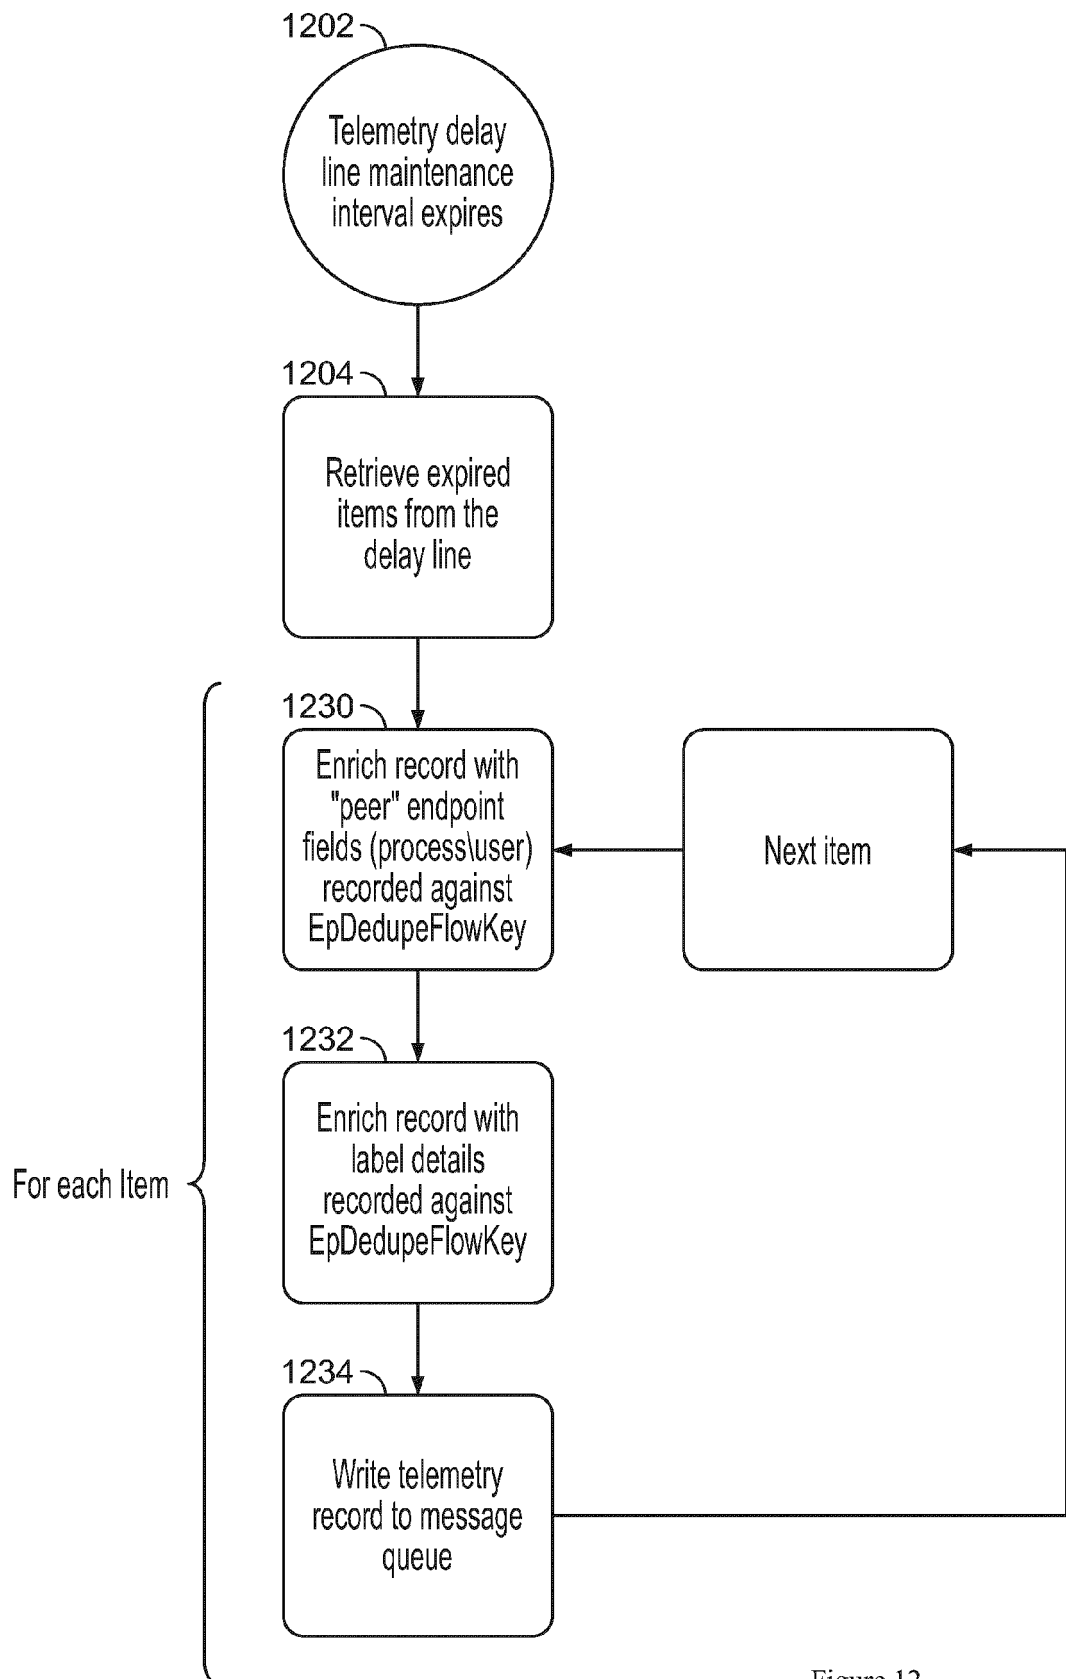 1202
Telemetry delay
line maintenance
interval expires
1204
Retrieve expired
items from the
delay line
1230
Enrich record with
"peer" endpoint
fields (process\user)
recorded against
EpDedupeFlowKey
Next item
1232
Enrich record with
label details
recorded against
EpDedupeFlowKey
For each Item
1234
Write telemetry
record to message
queue
Figure 12